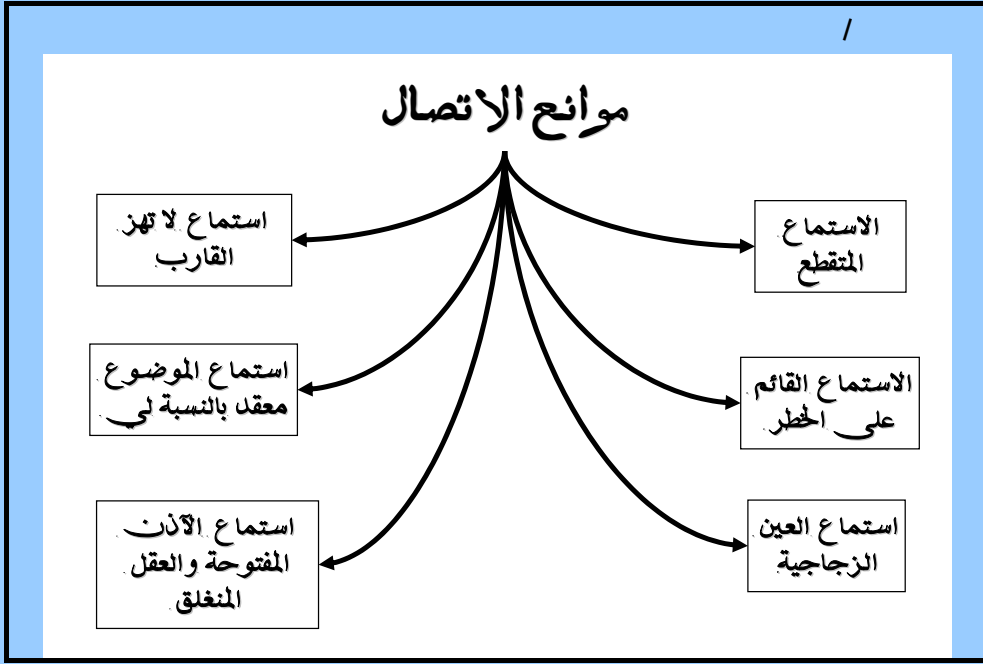 /
موانع الاتصال
الاستماع
المتقطع
استماع لا تهز
القارب
الاستماع القائم
على الخطر
استماع الموضوع
معقد بالنسبة لي
استماع العين
الزجاجية
استماع الآذن
المفتوحة والعقل
المنغلق